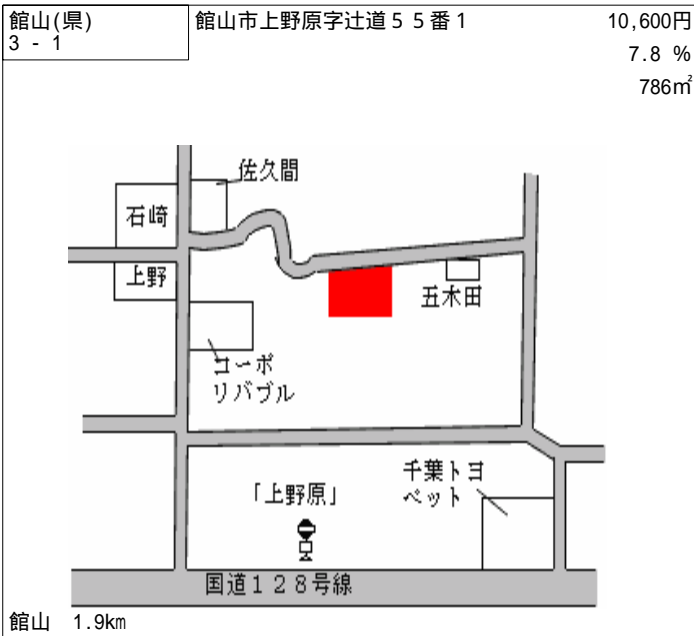 館山(県)
3 - 1
館山市上野原字辻道５５番１
10,600円
7.8 %
786㎡
佐久間
石崎
上野
五木田
コーポ
リバブル
千葉トヨ
ペット
「上野原」
国道１２８号線
館山 1.9km